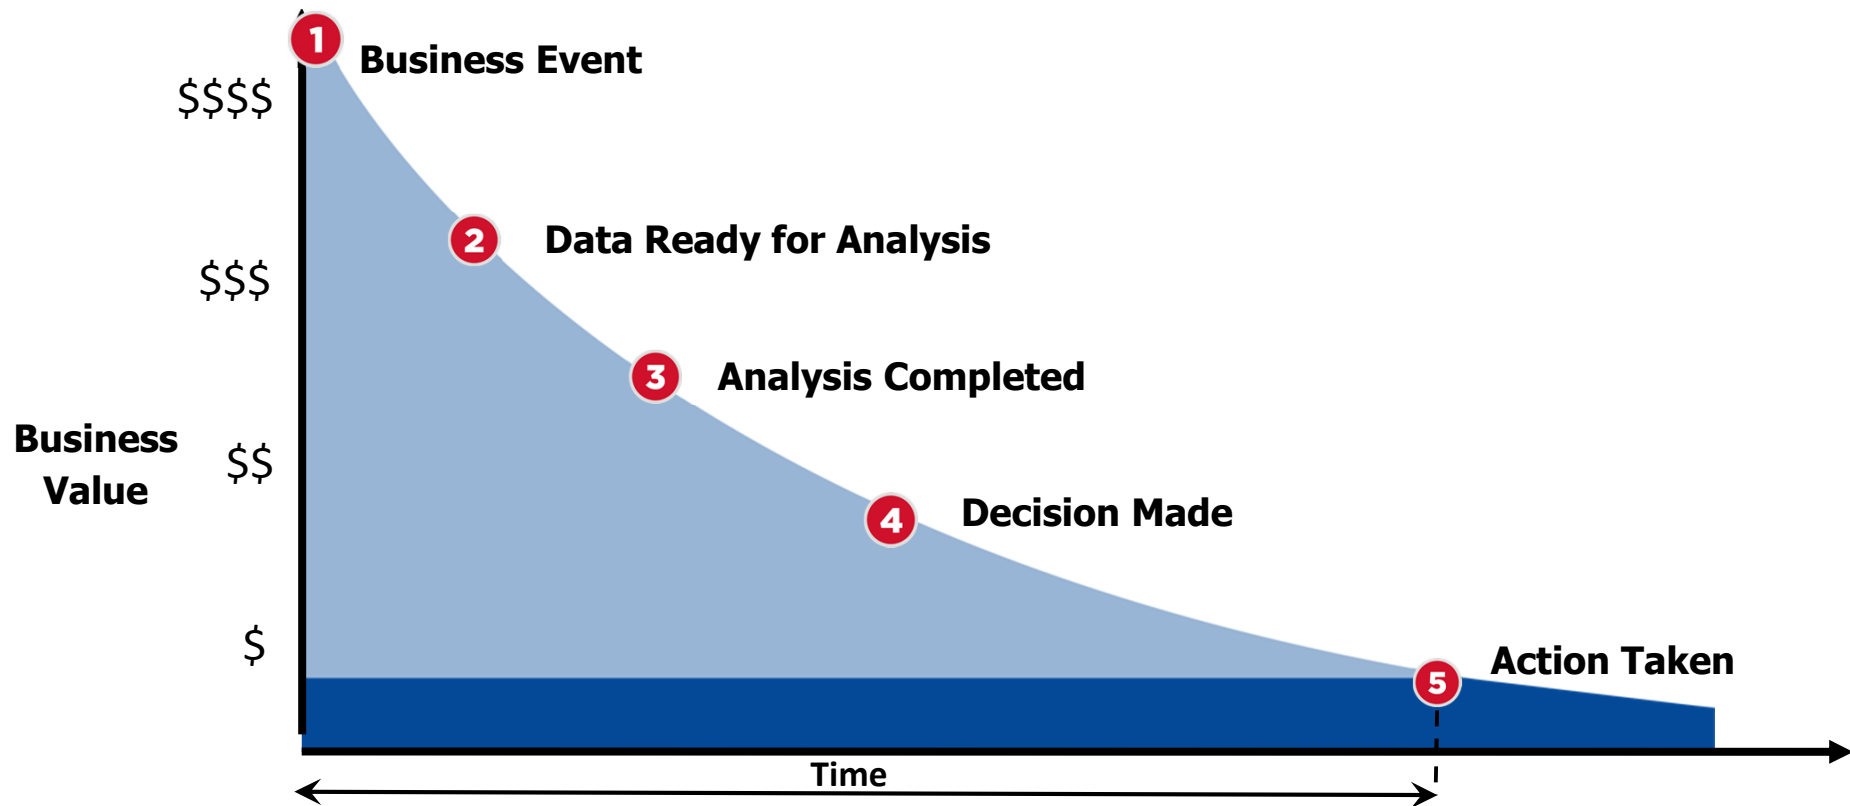 1
Business Event
$$$$
2
Data Ready for Analysis
$$$
3
Analysis Completed
Business
Value
$$
4
Decision Made
$
5
Action Taken
Time